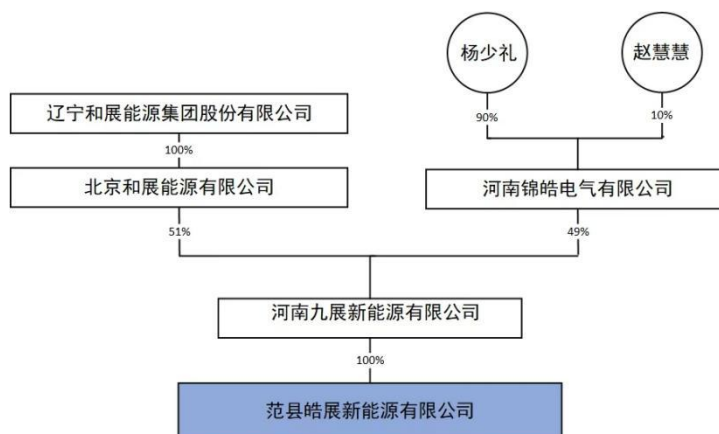 杨少礼
赵慧慧
辽宁和展能源集团股份有限公司
90%
10%
100%
北京和展能源有限公司
河南锦皓电气有限公司
51%
49%
河南九展新能源有限公司
100%
范县皓展新能源有限公司